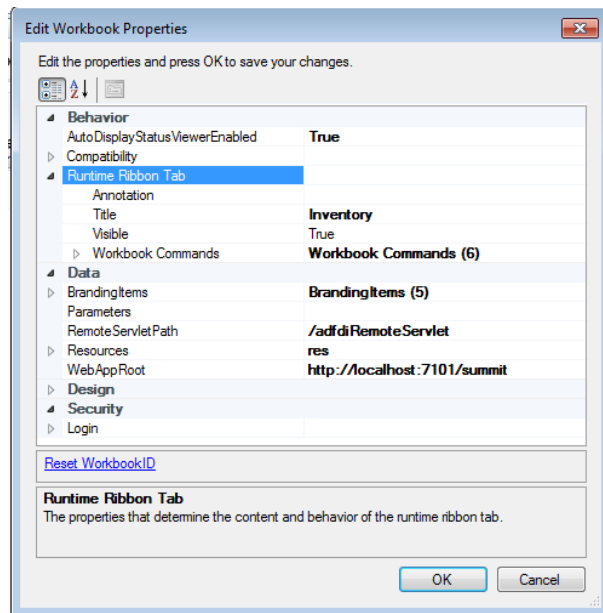 Edit Workbook Properties
Edit the properties and press OK to save your changes.
Behavior
AutoDisplayStatusViewerEnabled True
Compatibility
Runtime Ribbon Tab
Annotation
Title Inventory
Visible True
Workbook Commands Workbook Commands (6)
Data
BrandingItems BrandingItems (5)
Parameters
RemoteServletPath /adfdiRemoteServlet
Resources res
WebAppRoot http://localhost:7101/summit
Design
Security
Login
Reset WorkbookID
Runtime Ribbon Tab
The properties that determine the content and behavior of the runtime ribbon tab.
OK Cancel